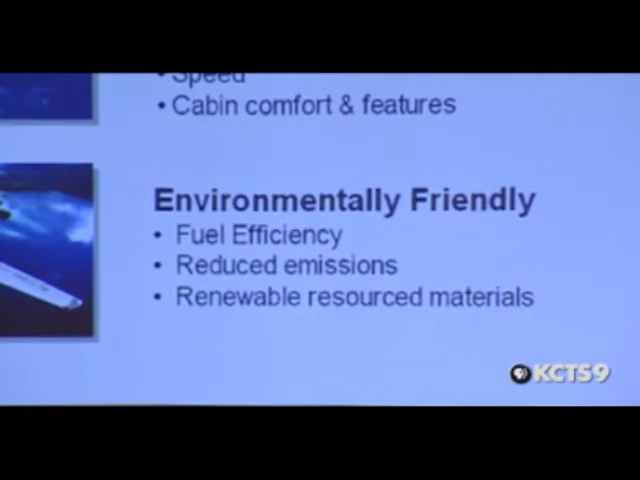 • Speed
• Cabin comfort & features
Environmentally Friendly
• Fuel Efficiency
• Reduced emissions
• Renewable resourced materials
KCTS9